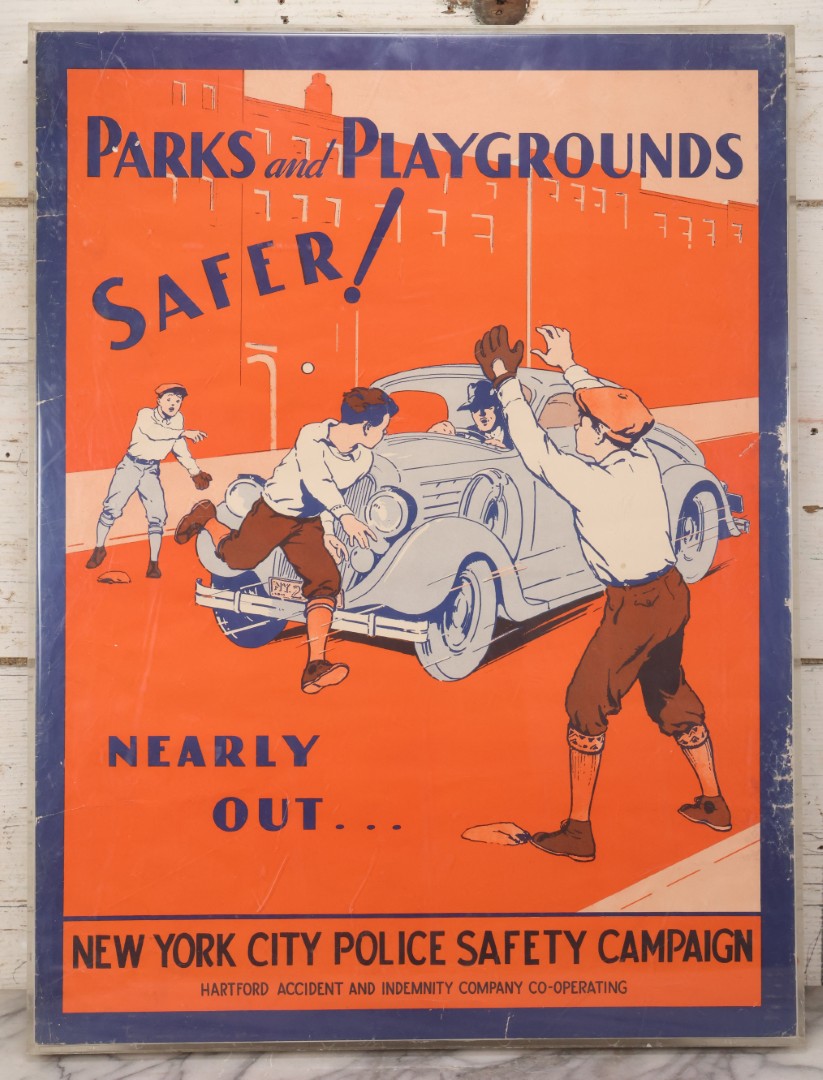 PARKS and PLAYGROUNDS
SAFER!
NEARLY
OUT...
NEW YORK CITY POLICE SAFETY CAMPAIGN
HARTFORD ACCIDENT AND INDEMNITY COMPANY CO-OPERATING